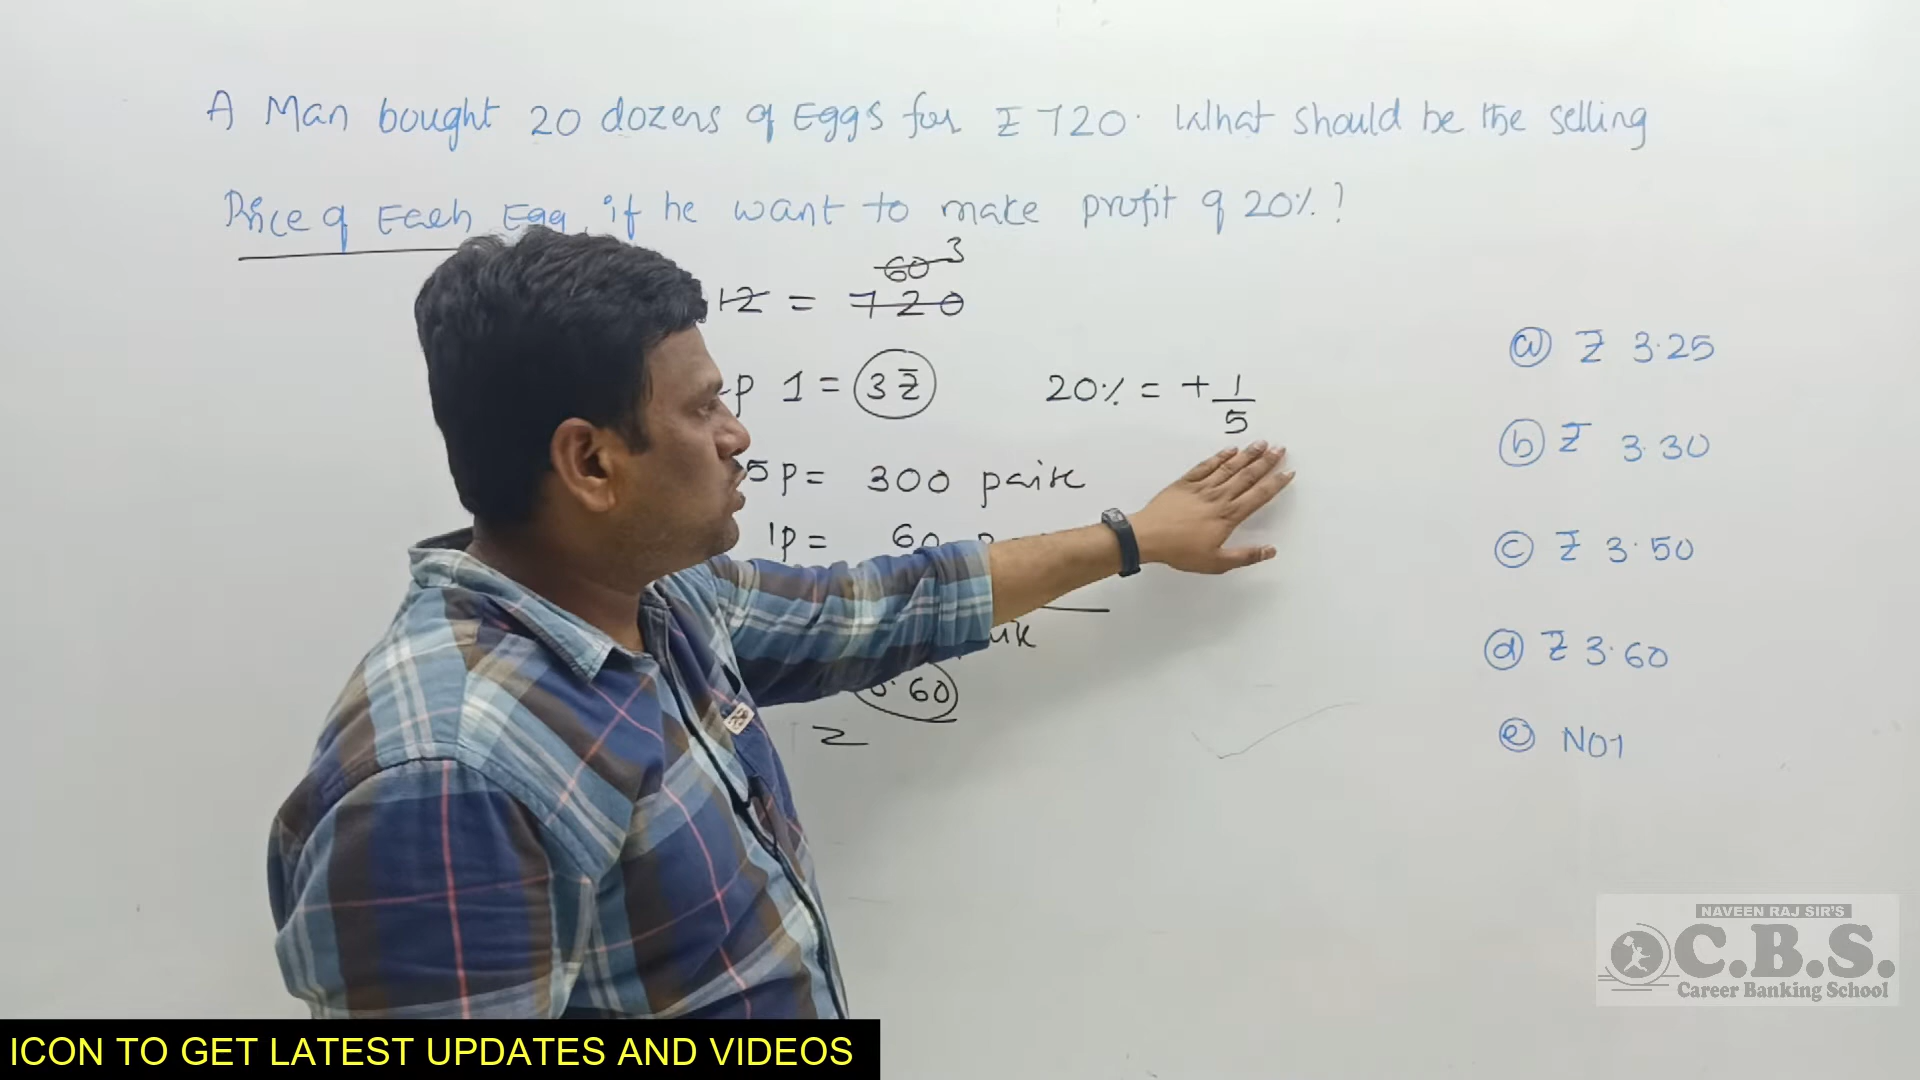 A Man bought 20 dozens of Eggs for ₹ 720. What should be the selling
Price of Each Egg, if he want to make profit of 20%?
60 3
12 = 720
p 1 = 3 ₹
20% = + 1/5
5 p = 300 paise
1p = 60
.60
a ₹ 3.25
b ₹ 3.30
c ₹ 3.50
d ₹ 3.60
e NOT
NAVEEN RAJ SIR'S
C.B.S.
Career Banking School
ICON TO GET LATEST UPDATES AND VIDEOS